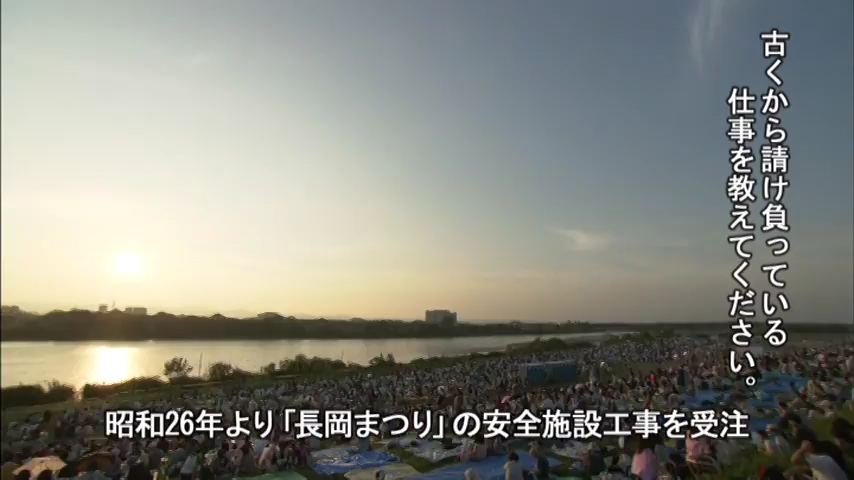 古くから請け負っている
仕事を教えてください。
昭和26年より「長岡まつり」の安全施設工事を受注